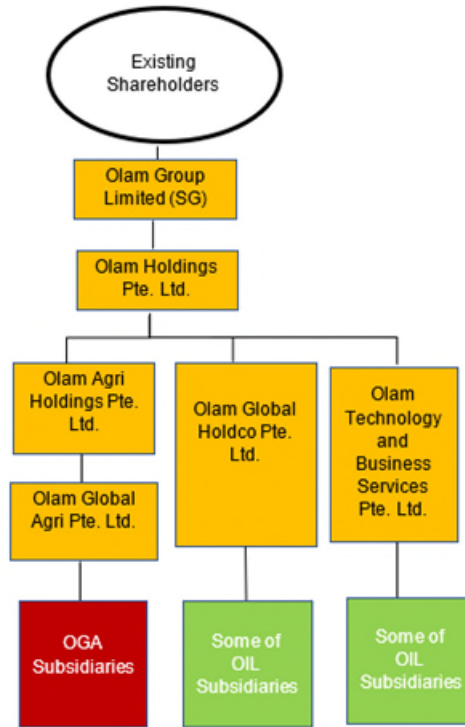 Existing
Shareholders
Olam Group
Limited (SG)
Olam Holdings
Pte. Ltd.
Olam Agri
Holdings Pte.
Ltd.
Olam Global
Agri Pte. Ltd.
OGA
Subsidiaries
Olam Global
Holdco Pte.
Ltd.
Some of
OIL
Subsidiaries
Olam
Technology
and
Business
Services
Pte. Ltd.
Some of
OIL
Subsidiaries